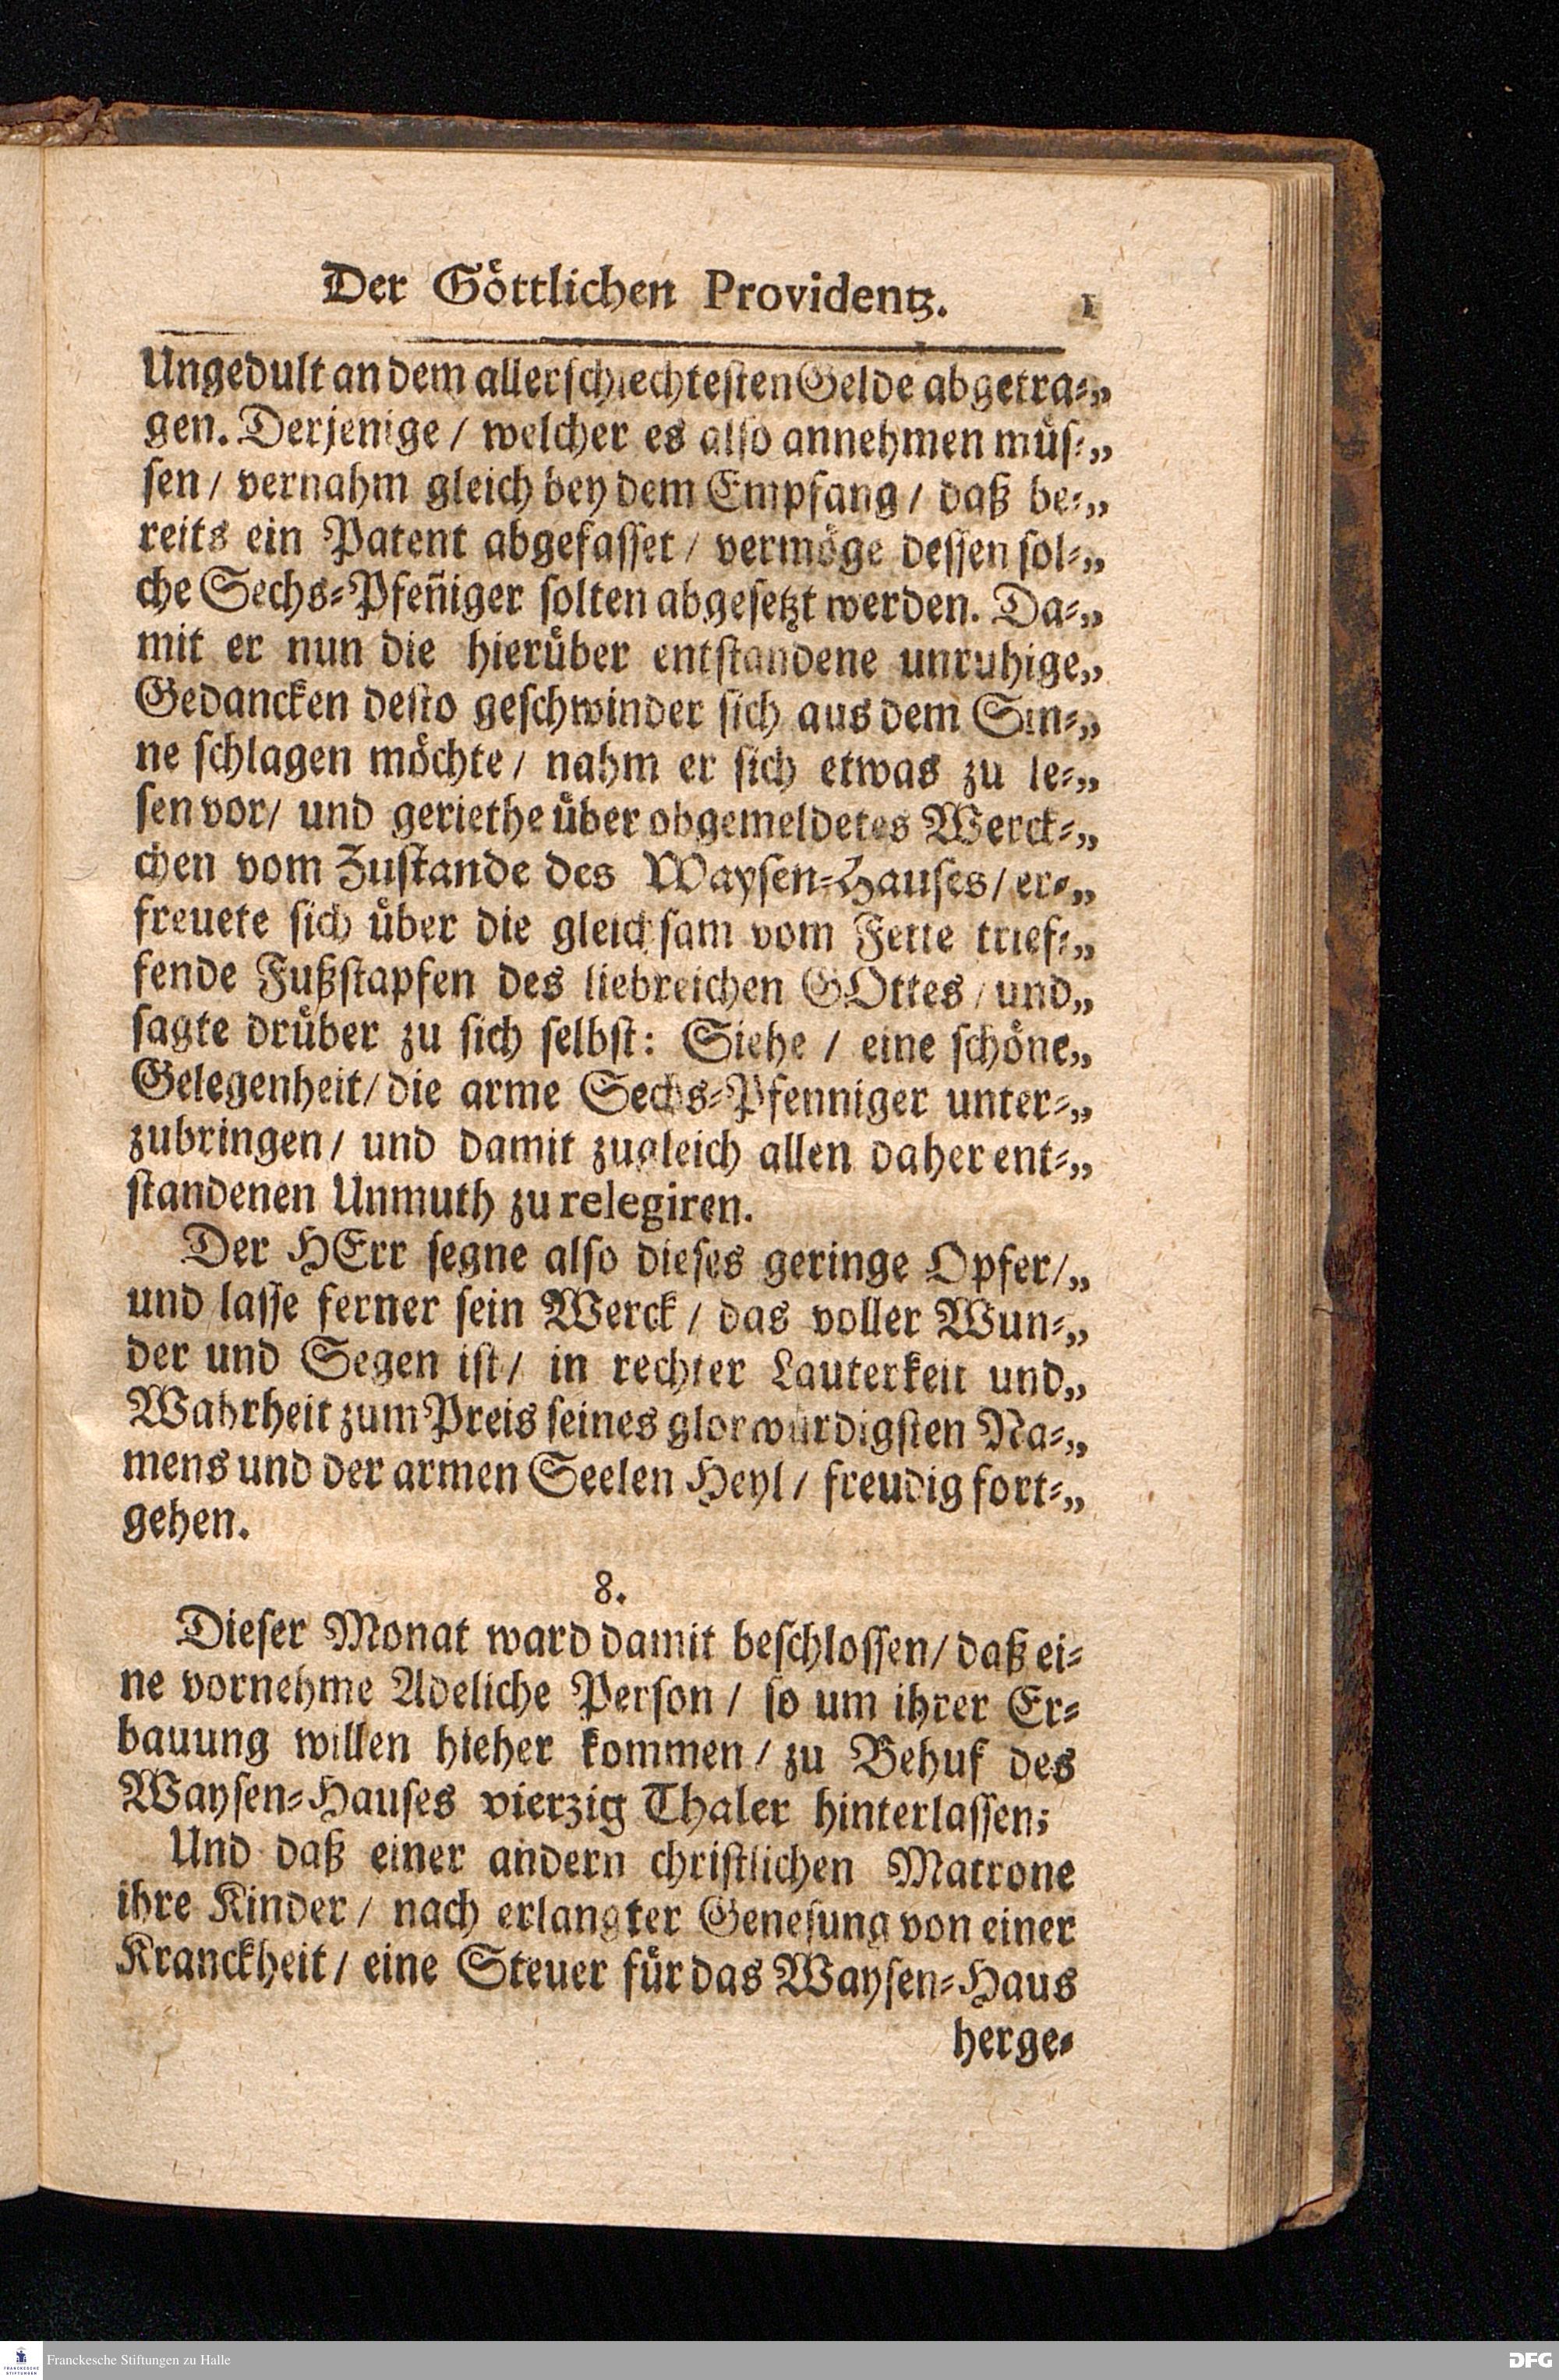 Der Göttlichen Providentz. 1
Ungedult an dem allerschlechtesten Gelde abgetra-„
gen. Derjenige / welcher es also annehmen müs-„
sen / vernahm gleich bey dem Empfang / daß be-„
reits ein Patent abgefasset / vermöge dessen sol-„
che Sechs-Pfen̄iger solten abgesetzt werden. Da-„
mit er nun die hierüber entstandene unruhige„
Gedancken desto geschwinder sich aus dem Sin-„
ne schlagen möchte / nahm er sich etwas zu le-„
sen vor / und geriethe über obgemeldetes Werck-„
chen vom Zustande des Waysen-Hauses / er-„
freuete sich über die gleichsam vom Fette trief-„
fende Fußstapfen des liebreichen GOttes / und„
sagte drüber zu sich selbst: Siehe / eine schöne„
Gelegenheit / die arme Sechs-Pfenniger unter-„
zubringen / und damit zugleich allen daher ent-„
standenen Unmuth zu relegiren.
Der HErr segne also dieses geringe Opfer /„
und lasse ferner sein Werck / das voller Wun-„
der und Segen ist / in rechter Lauterkeit und„
Wahrheit zum Preis seines glorwürdigsten Na-„
mens und der armen Seelen Heyl / freudig fort-„
gehen.
8.
Dieser Monat ward damit beschlossen / daß ei-
ne vornehme Adeliche Person / so um ihrer Er-
bauung willen hieher kommen / zu Behuf des
Waysen-Hauses vierzig Thaler hinterlassen;
Und daß einer andern christlichen Matrone
ihre Kinder / nach erlangter Genesung von einer
Kranckheit / eine Steuer für das Waysen-Haus
herge-
Franckesche Stiftungen zu Halle
FRANCKESCHE STIFTUNGEN
DFG